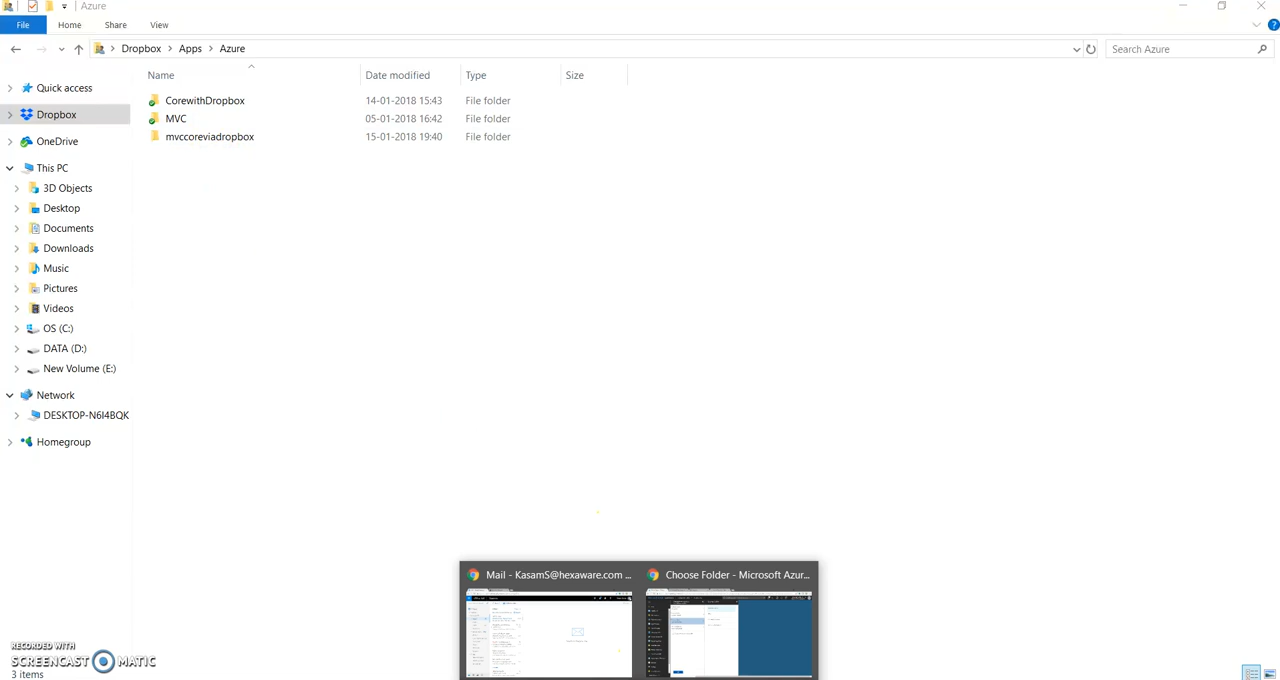 Azure
File Home Share View
Dropbox Apps Azure Search Azure
Name Date modified Type Size
CorewithDropbox 14-01-2018 15:43 File folder
MVC 05-01-2018 16:42 File folder
mvccoreviadropbox 15-01-2018 19:40 File folder
Quick access
Dropbox
OneDrive
This PC
3D Objects
Desktop
Documents
Downloads
Music
Pictures
Videos
OS (C:)
DATA (D:)
New Volume (E:)
Network
DESKTOP-N6I4BQK
Homegroup
Mail - KasamS@hexaware.com ...
Choose Folder - Microsoft Azur...
RECORDED WITH
SCREENCAST MATIC
3 items